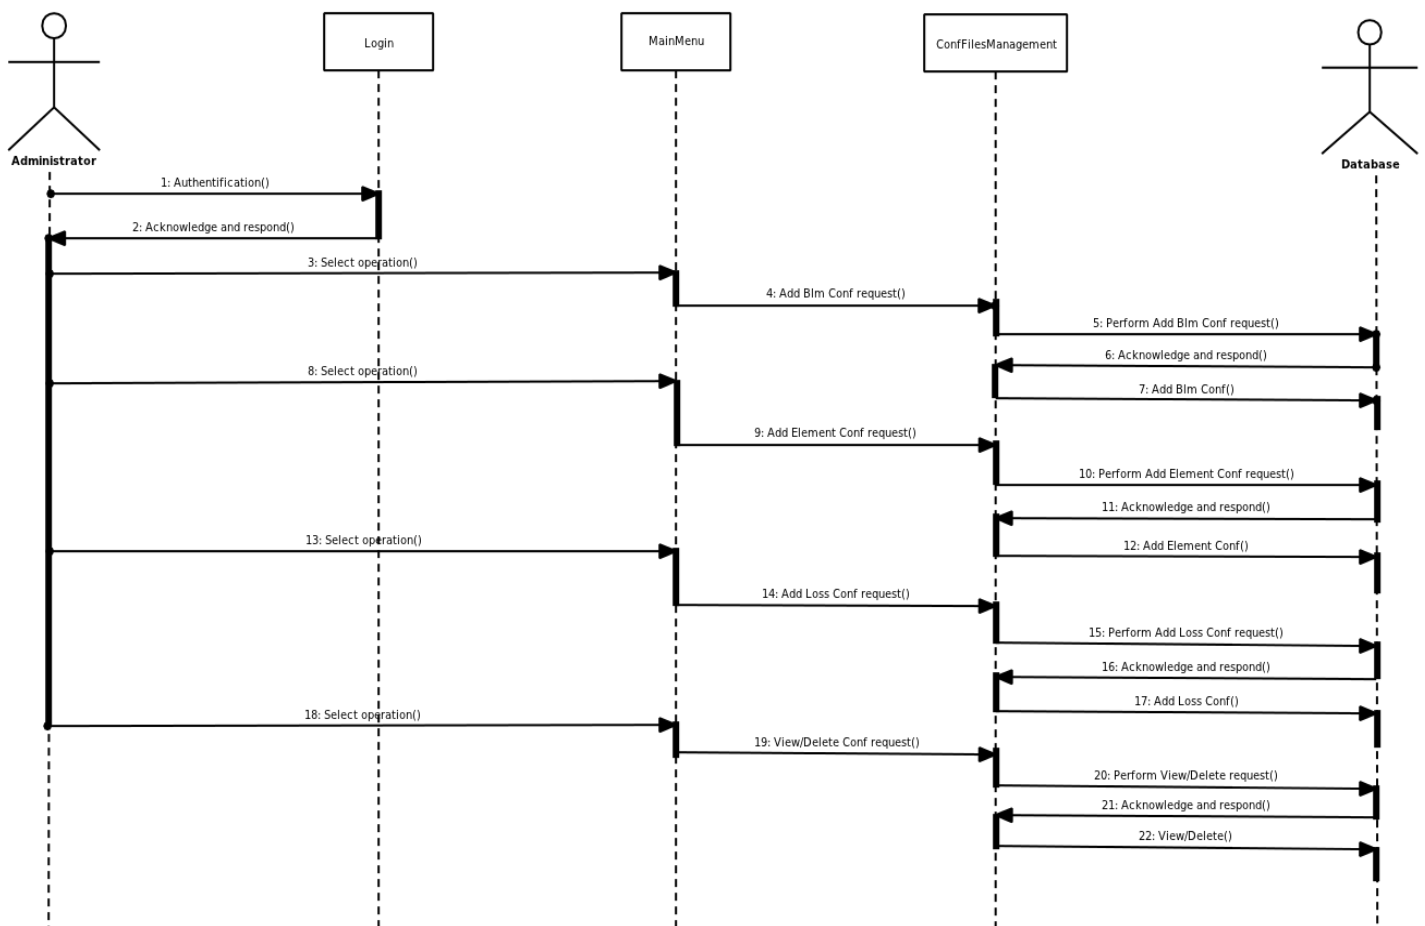 Login
MainMenu
ConfFilesManagement
Administrator
Database
1: Authentification()
2: Acknowledge and respond()
3: Select operation()
4: Add Blm Conf request()
5: Perform Add Blm Conf request()
6: Acknowledge and respond()
8: Select operation()
7: Add Blm Conf()
9: Add Element Conf request()
10: Perform Add Element Conf request()
11: Acknowledge and respond()
13: Select operation()
12: Add Element Conf()
14: Add Loss Conf request()
15: Perform Add Loss Conf request()
16: Acknowledge and respond()
17: Add Loss Conf()
18: Select operation()
19: View/Delete Conf request()
20: Perform View/Delete request()
21: Acknowledge and respond()
22: View/Delete()